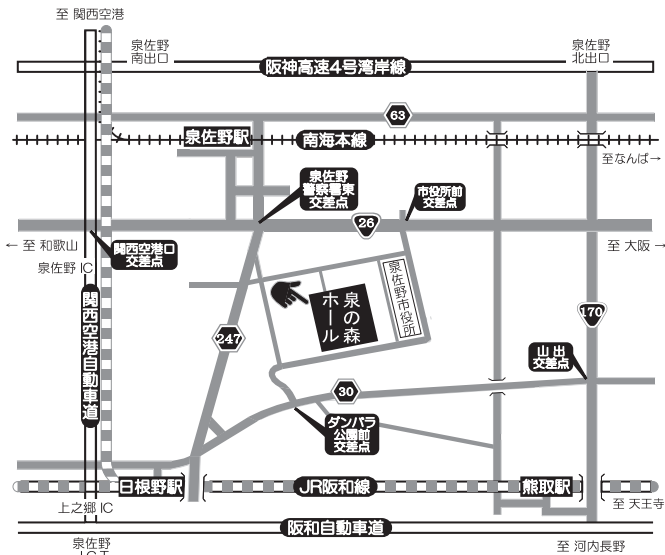 至 関西空港
泉佐野
南出口
泉佐野
北出口
阪神高速4号湾岸線
63
泉佐野駅
南海本線
至なんば→
泉佐野
警察署東
交差点
市役所前
交差点
26
← 至 和歌山
関西空港口
交差点
至 大阪 →
泉佐野 IC
泉佐野市役所
泉の森
ホール
関西空港自動車道
247
170
山 出
交差点
30
ダンバラ
公園前
交差点
日根野駅
JR阪和線
熊取駅
至 天王寺
上之郷 IC
阪和自動車道
泉佐野
JCT
至 河内長野